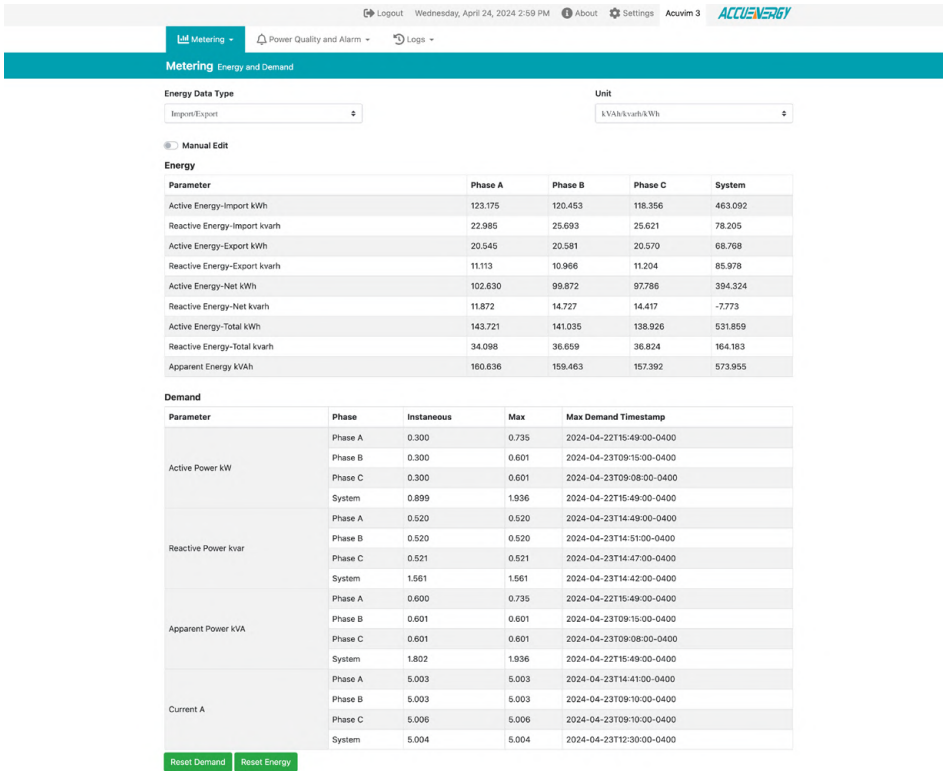 Logout Wednesday, April 24, 2024 2:59 PM About Settings Acuvim 3 ACCUENERGY
Metering Power Quality and Alarm Logs
Metering Energy and Demand
Energy Data Type Unit
Import/Export kVAh/kvarh/kWh
Manual Edit
Energy
Parameter Phase A Phase B Phase C System
Active Energy-Import kWh 123.175 120.453 118.356 463.092
Reactive Energy-Import kvarh 22.985 25.693 25.621 78.205
Active Energy-Export kWh 20.545 20.581 20.570 68.768
Reactive Energy-Export kvarh 11.113 10.966 11.204 85.978
Active Energy-Net kWh 102.630 99.872 97.786 394.324
Reactive Energy-Net kvarh 11.872 14.727 14.417 -7.773
Active Energy-Total kWh 143.721 141.035 138.926 531.859
Reactive Energy-Total kvarh 34.098 36.659 36.824 164.183
Apparent Energy kVAh 160.636 159.463 157.392 573.955
Demand
Parameter Phase Instaneous Max Max Demand Timestamp
Active Power kW
Phase A 0.300 0.735 2024-04-22T15:49:00-0400
Phase B 0.300 0.601 2024-04-23T09:15:00-0400
Phase C 0.300 0.601 2024-04-23T09:08:00-0400
System 0.899 1.936 2024-04-22T15:49:00-0400
Reactive Power kvar
Phase A 0.520 0.520 2024-04-23T14:49:00-0400
Phase B 0.520 0.520 2024-04-23T14:51:00-0400
Phase C 0.521 0.521 2024-04-23T14:47:00-0400
System 1.561 1.561 2024-04-23T14:42:00-0400
Apparent Power kVA
Phase A 0.600 0.735 2024-04-22T15:49:00-0400
Phase B 0.601 0.601 2024-04-23T09:15:00-0400
Phase C 0.601 0.601 2024-04-23T09:08:00-0400
System 1.802 1.936 2024-04-22T15:49:00-0400
Current A
Phase A 5.003 5.003 2024-04-23T14:41:00-0400
Phase B 5.003 5.003 2024-04-23T09:10:00-0400
Phase C 5.006 5.006 2024-04-23T09:10:00-0400
System 5.004 5.004 2024-04-23T12:30:00-0400
Reset Demand Reset Energy